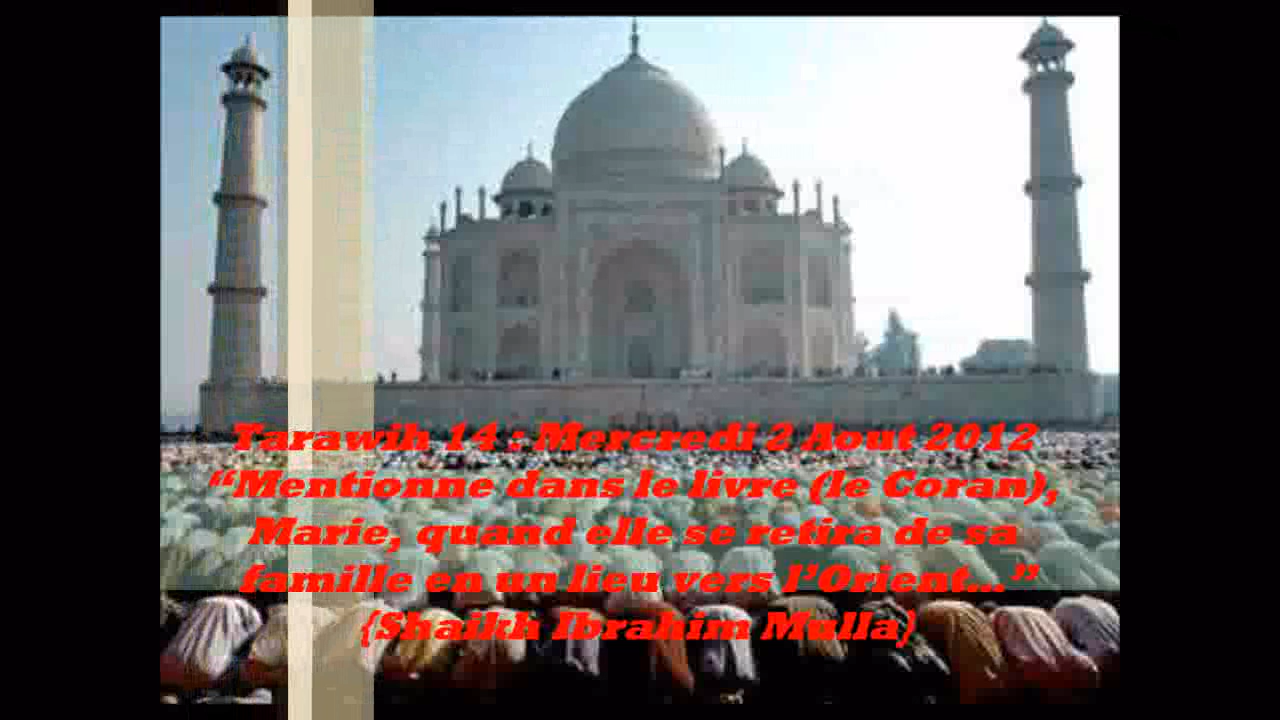 Tarawih 14 : Mercredi 2 Aout 2012
“Mentionne dans le livre (le Coran),
Marie, quand elle se retira de sa
famille en un lieu vers l’Orient...”
{Shaikh Ibrahim Mulla}